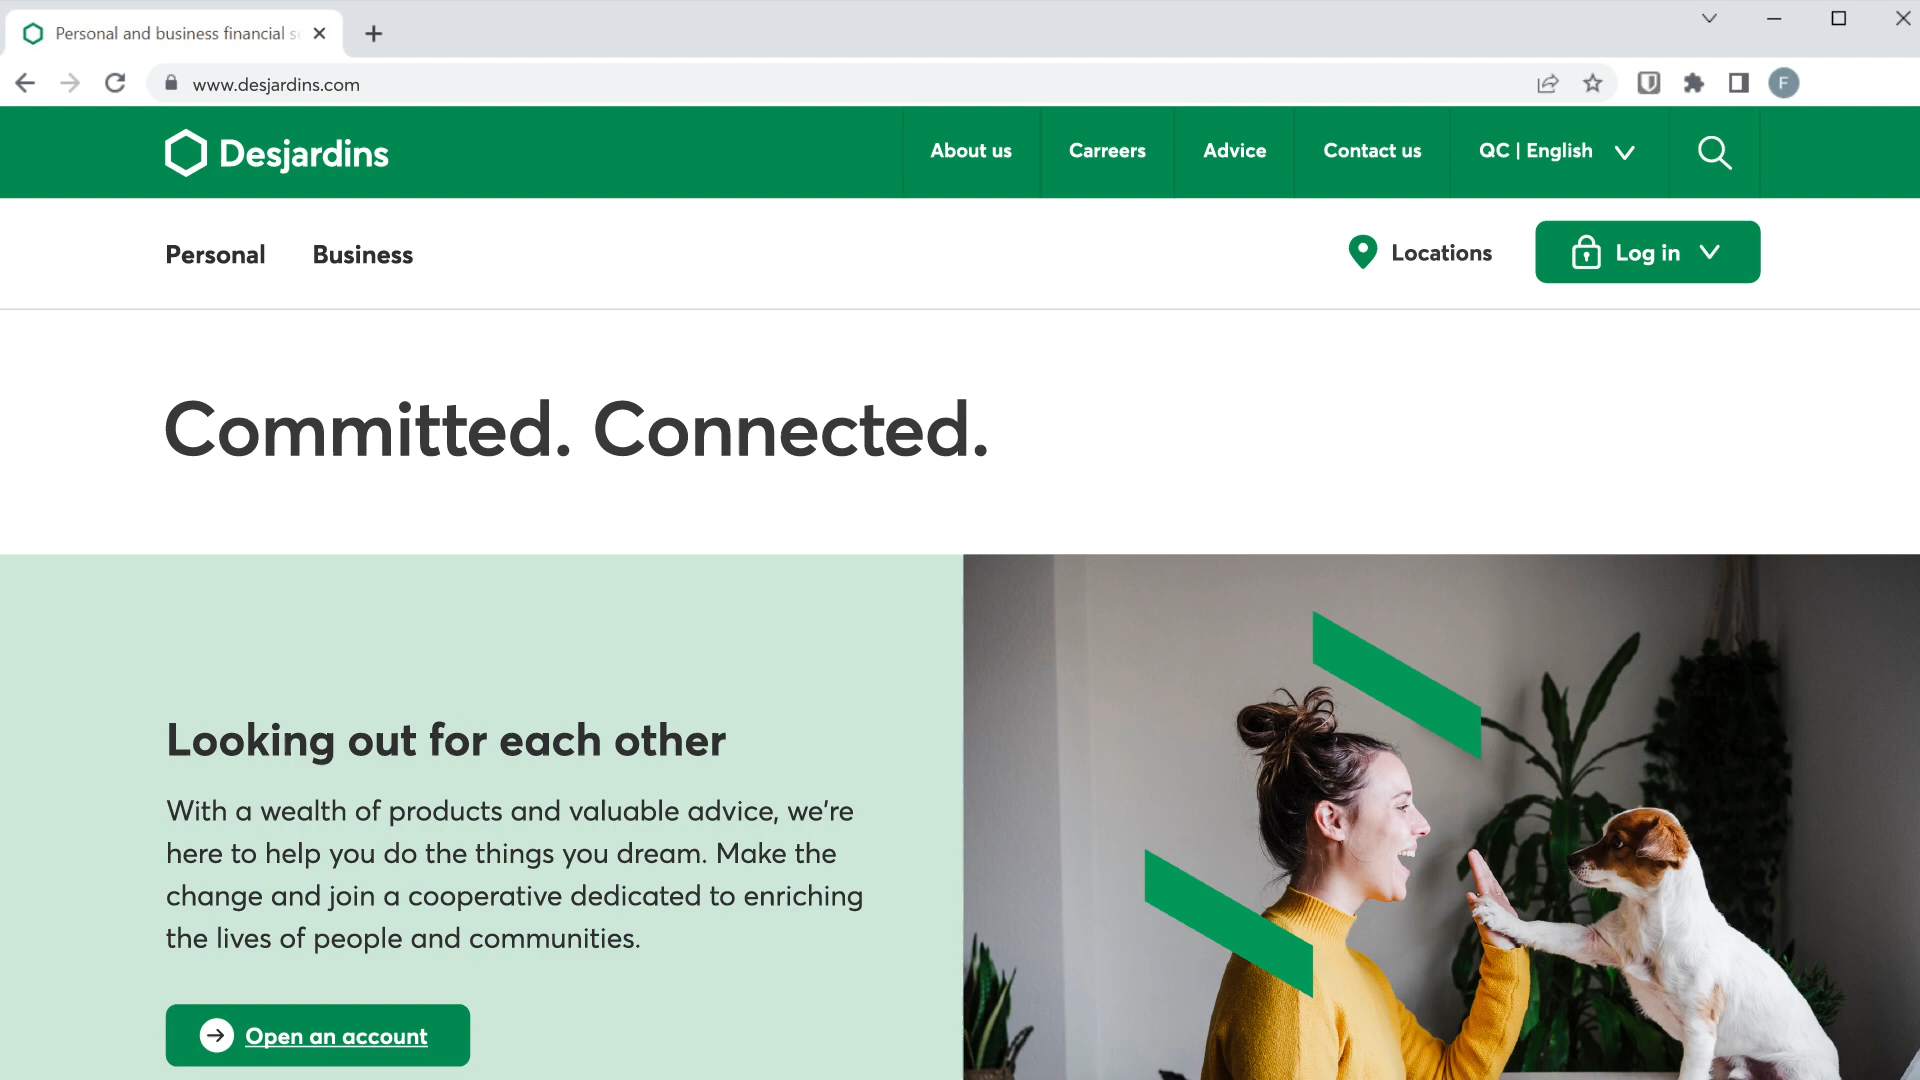 Personal and business financial s
www.desjardins.com
F
Desjardins
About us
Carreers
Advice
Contact us
QC | English
Personal
Business
Locations
Log in
Committed. Connected.
Looking out for each other
With a wealth of products and valuable advice, we're
here to help you do the things you dream. Make the
change and join a cooperative dedicated to enriching
the lives of people and communities.
Open an account